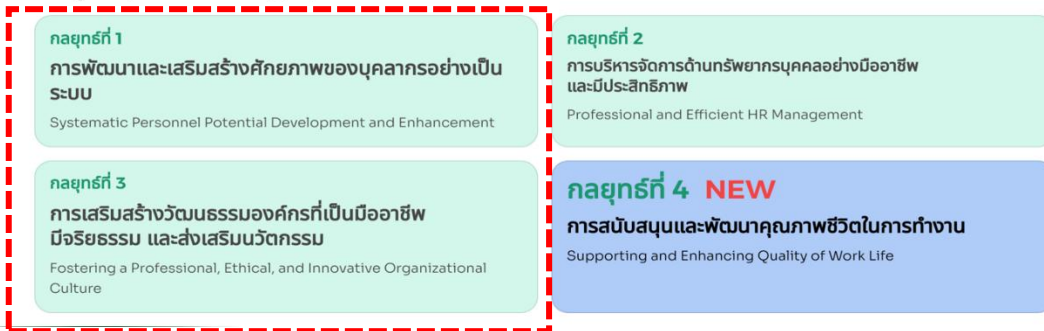 กลยุทธ์ที่ 1
การพัฒนาและเสริมสร้างศักยภาพของบุคลากรอย่างเป็น
ระบบ
Systematic Personnel Potential Development and Enhancement
กลยุทธ์ที่ 2
การบริหารจัดการด้านทรัพยากรบุคคลอย่างมืออาชีพ
และมีประสิทธิภาพ
Professional and Efficient HR Management
กลยุทธ์ที่ 3
การเสริมสร้างวัฒนธรรมองค์กรที่เป็นมืออาชีพ
มีจริยธรรม และส่งเสริมนวัตกรรม
Fostering a Professional, Ethical, and Innovative Organizational
Culture
กลยุทธ์ที่ 4 NEW
การสนับสนุนและพัฒนาคุณภาพชีวิตในการทำงาน
Supporting and Enhancing Quality of Work Life